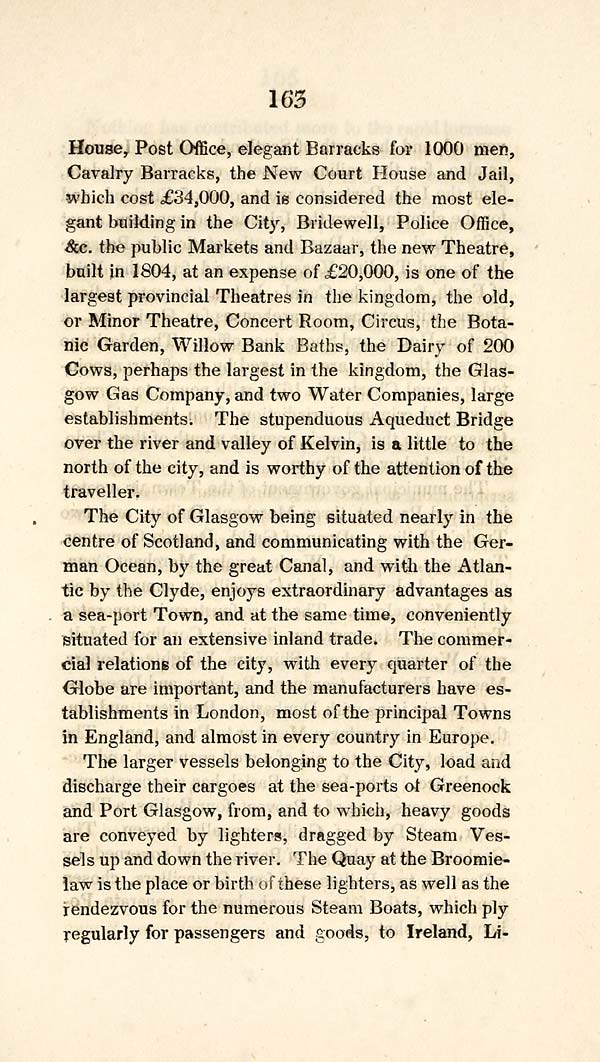 163
House, Post Office, elegant Barracks for 1000 men,
Cavalry Barracks, the New Court House and Jail,
which cost £34,000, and is considered the most ele-
gant building in the City, Bridewell, Police Office,
&c. the public Markets and Bazaar, the new Theatre,
built in 1804, at an expense of £20,000, is one of the
largest provincial Theatres in the kingdom, the old,
or Minor Theatre, Concert Room, Circus, the Bota-
nic Garden, Willow Bank Baths, the Dairy of 200
Cows, perhaps the largest in the kingdom, the Glas-
gow Gas Company, and two Water Companies, large
establishments. The stupenduous Aqueduct Bridge
over the river and valley of Kelvin, is a little to the
north of the city, and is worthy of the attention of the
traveller.
The City of Glasgow being situated nearly in the
centre of Scotland, and communicating with the Ger-
man Ocean, by the great Canal, and with the Atlan-
tic by the Clyde, enjoys extraordinary advantages as
a sea-port Town, and at the same time, conveniently
situated for an extensive inland trade. The commer-
cial relations of the city, with every quarter of the
Globe are important, and the manufacturers have es-
tablishments in London, most of the principal Towns
in England, and almost in every country in Europe.
The larger vessels belonging to the City, load and
discharge their cargoes at the sea-ports of Greenock
and Port Glasgow, from, and to which, heavy goods
are conveyed by lighters, dragged by Steam Ves-
sels up and down the river. The Quay at the Broomie-
law is the place or birth of these lighters, as well as the
rendezvous for the numerous Steam Boats, which ply
regularly for passengers and goods, to Ireland, Li-